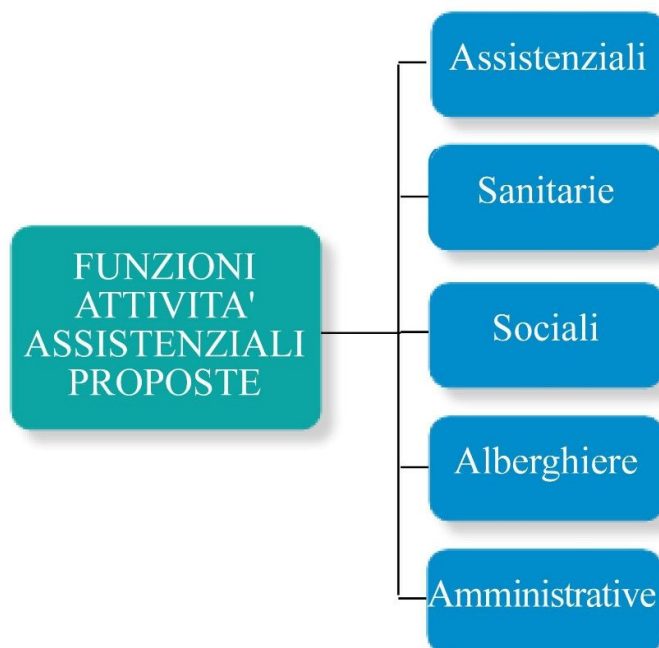 FUNZIONI
ATTIVITA'
ASSISTENZIALI
PROPOSTE
Assistenziali
Sanitarie
Sociali
Alberghiere
Amministrative